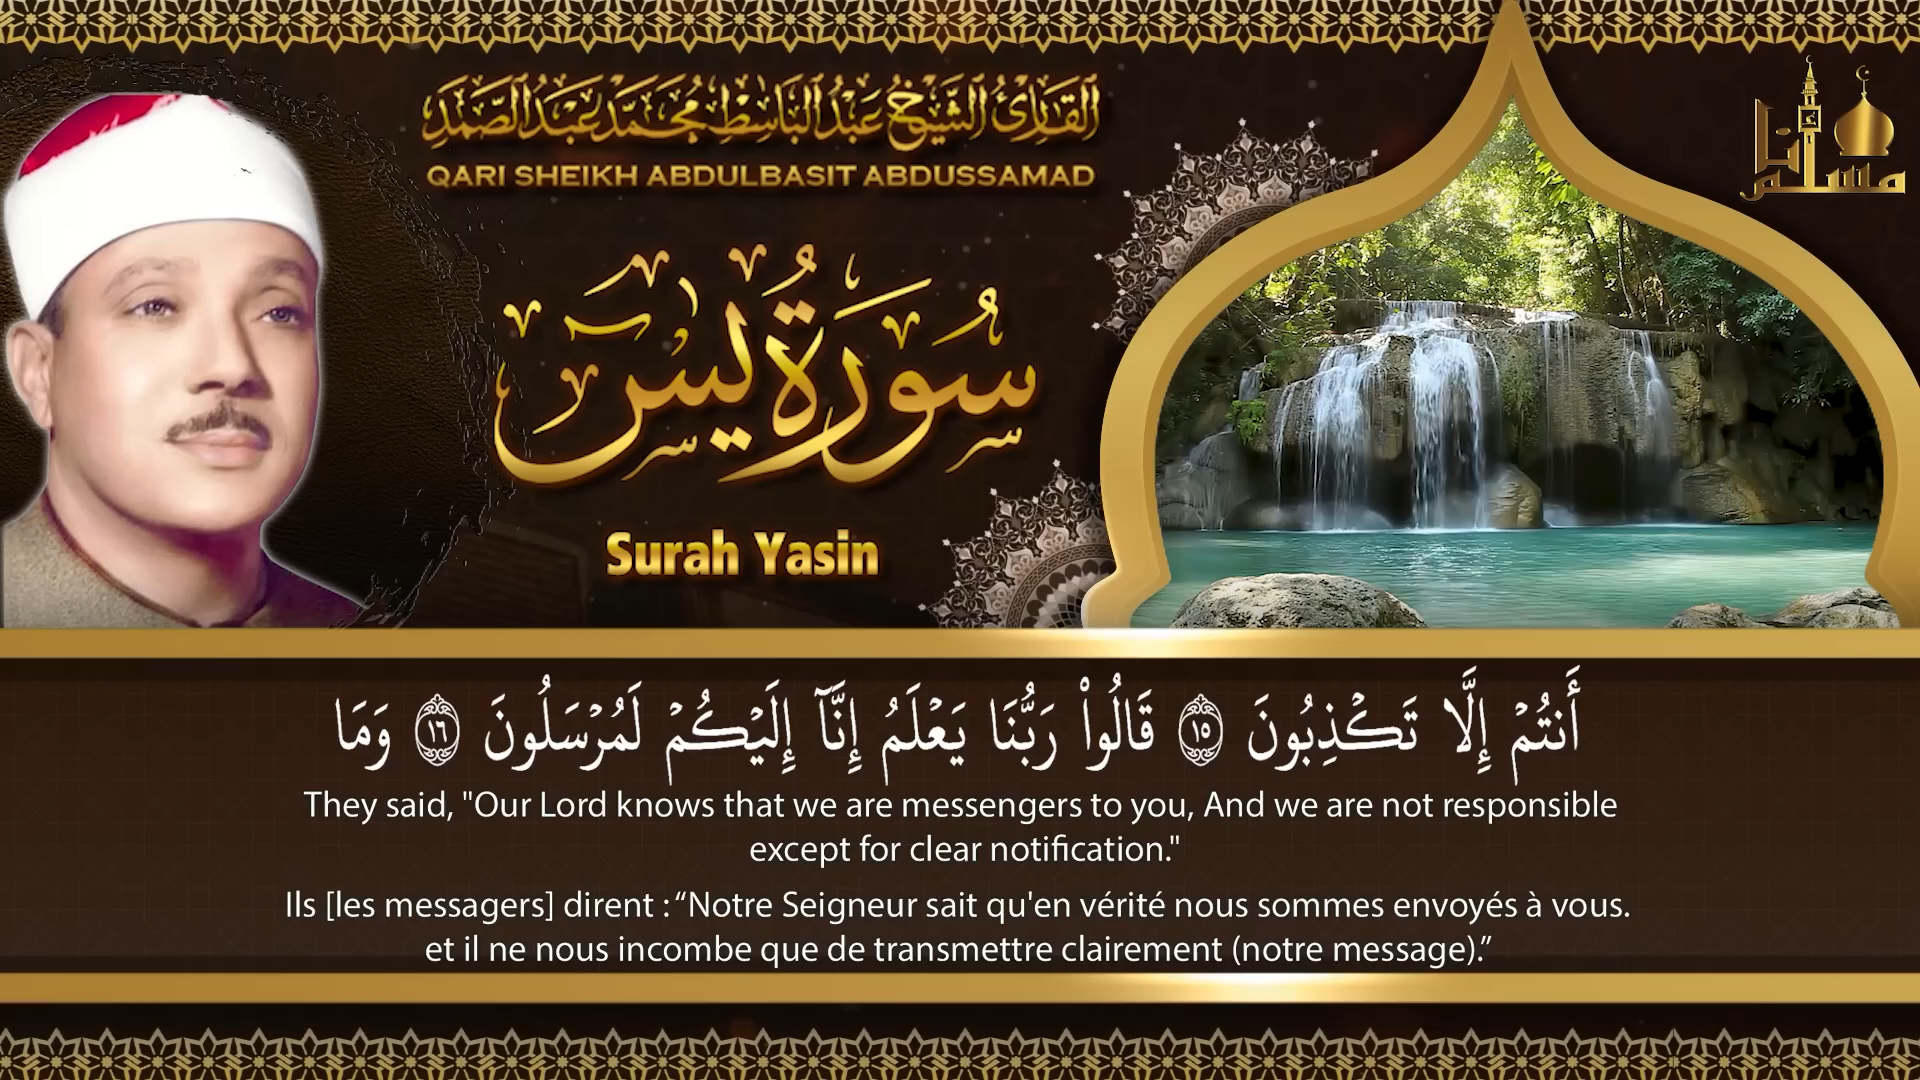 القارئ الشيخ عبد الباسط محمد عبد الصمد
QARI SHEIKH ABDULBASIT ABDUSSAMAD
أنا مسلم
سُورَةُ يس
Surah Yasin
أَنتُمْ إِلَّا تَكْذِبُونَ ١٥ قَالُوا۟ رَبُّنَا يَعْلَمُ إِنَّآ إِلَيْكُمْ لَمُرْسَلُونَ ١٦ وَمَا
They said, "Our Lord knows that we are messengers to you, And we are not responsible
except for clear notification."
Ils [les messagers] dirent : “Notre Seigneur sait qu'en vérité nous sommes envoyés à vous.
et il ne nous incombe que de transmettre clairement (notre message).”